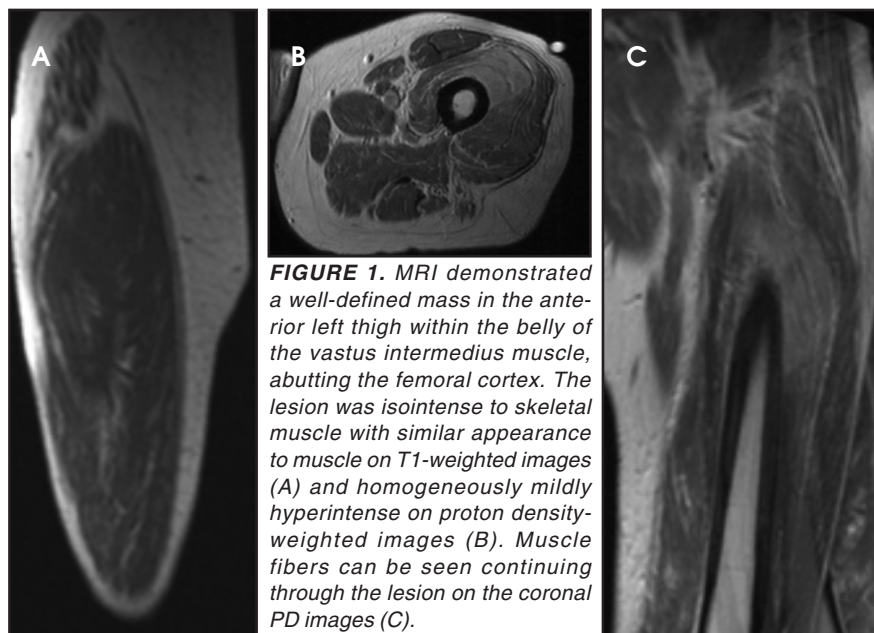 A
B
C
FIGURE 1. MRI demonstrated
a well-defined mass in the ante-
rior left thigh within the belly of
the vastus intermedius muscle,
abutting the femoral cortex. The
lesion was isointense to skeletal
muscle with similar appearance
to muscle on T1-weighted images
(A) and homogeneously mildly
hyperintense on proton density-
weighted images (B). Muscle
fibers can be seen continuing
through the lesion on the coronal
PD images (C).